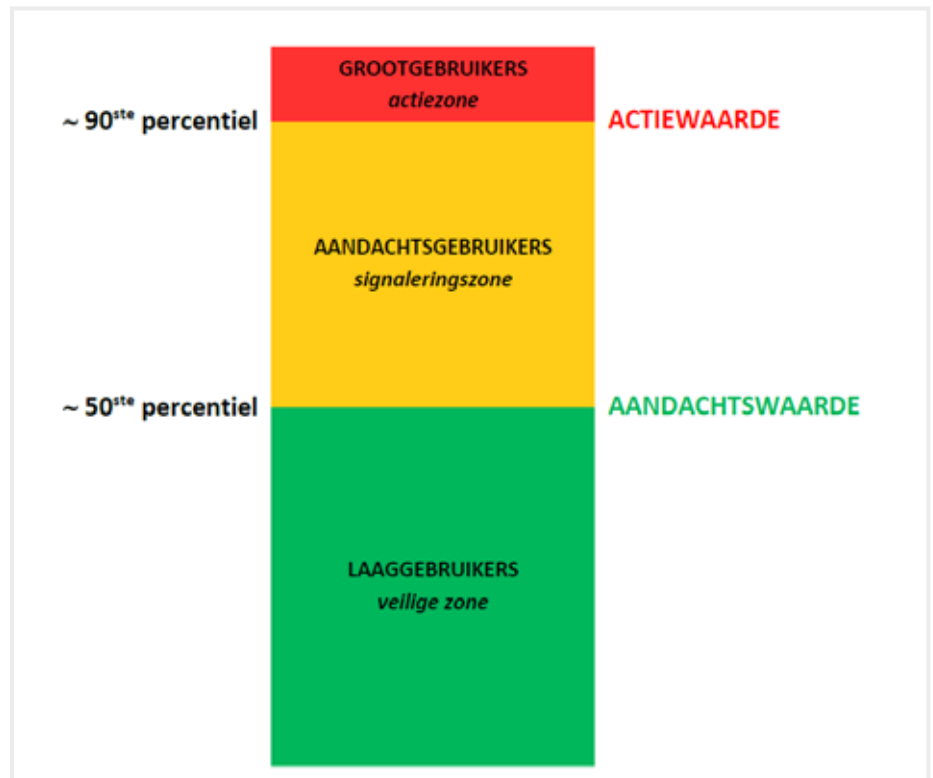 GROOTGEBRUIKERS
actiezone
~ 90ste percentiel
ACTIEWAARDE
AANDACHTSGEBRUIKERS
signaleringszone
~ 50ste percentiel
AANDACHTSWAARDE
LAAGGEBRUIKERS
veilige zone